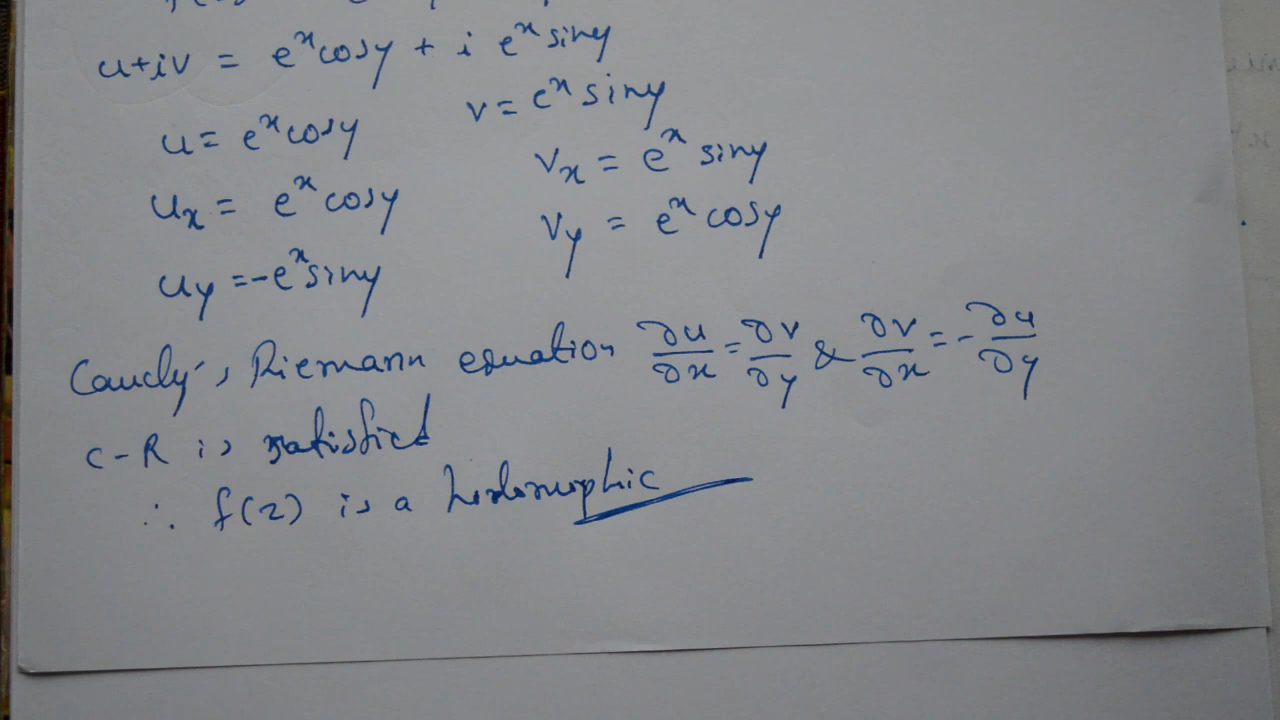 u+iv = e^x cosy + i e^x siny
u = e^x cosy v = e^x siny
u_x = e^x cosy v_x = e^x siny
u_y = -e^x siny v_y = e^x cosy
Caucly's Riemann equation ∂u/∂x = ∂v/∂y & ∂v/∂x = -∂u/∂y
C-R is satisfied
∴ f(z) is a holomorphic